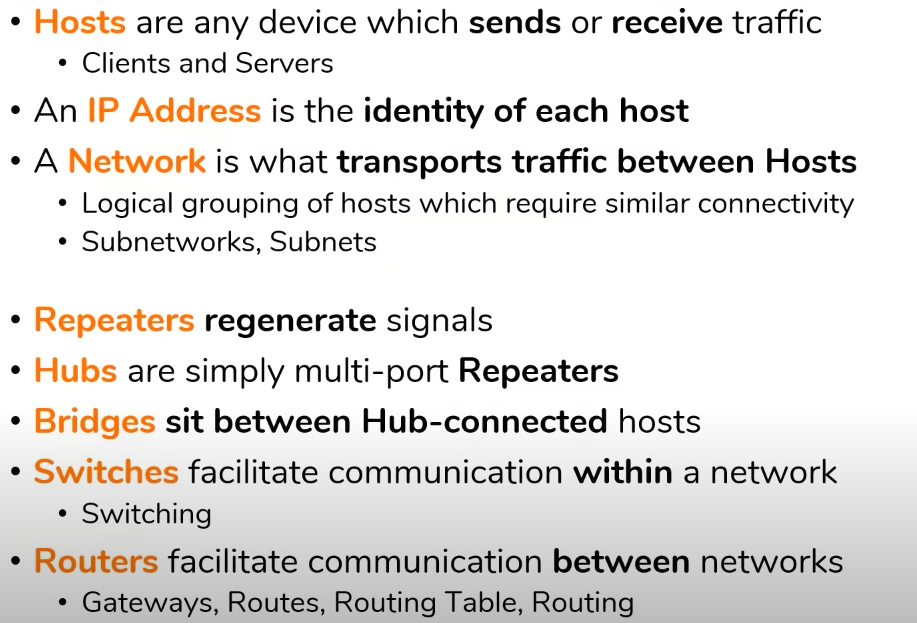 • Hosts are any device which sends or receive traffic
• Clients and Servers
• An IP Address is the identity of each host
• A Network is what transports traffic between Hosts
• Logical grouping of hosts which require similar connectivity
• Subnetworks, Subnets
• Repeaters regenerate signals
• Hubs are simply multi-port Repeaters
• Bridges sit between Hub-connected hosts
• Switches facilitate communication within a network
• Switching
• Routers facilitate communication between networks
• Gateways, Routes, Routing Table, Routing